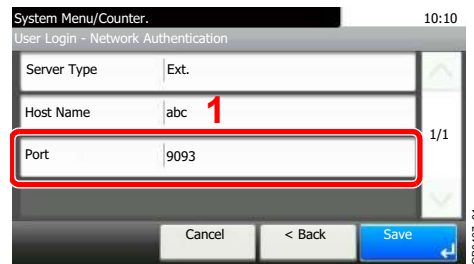 System Menu/Counter. 10:10
User Login - Network Authentication
Server Type Ext.
Host Name abc 1
1/1
Port 9093
Cancel < Back Save